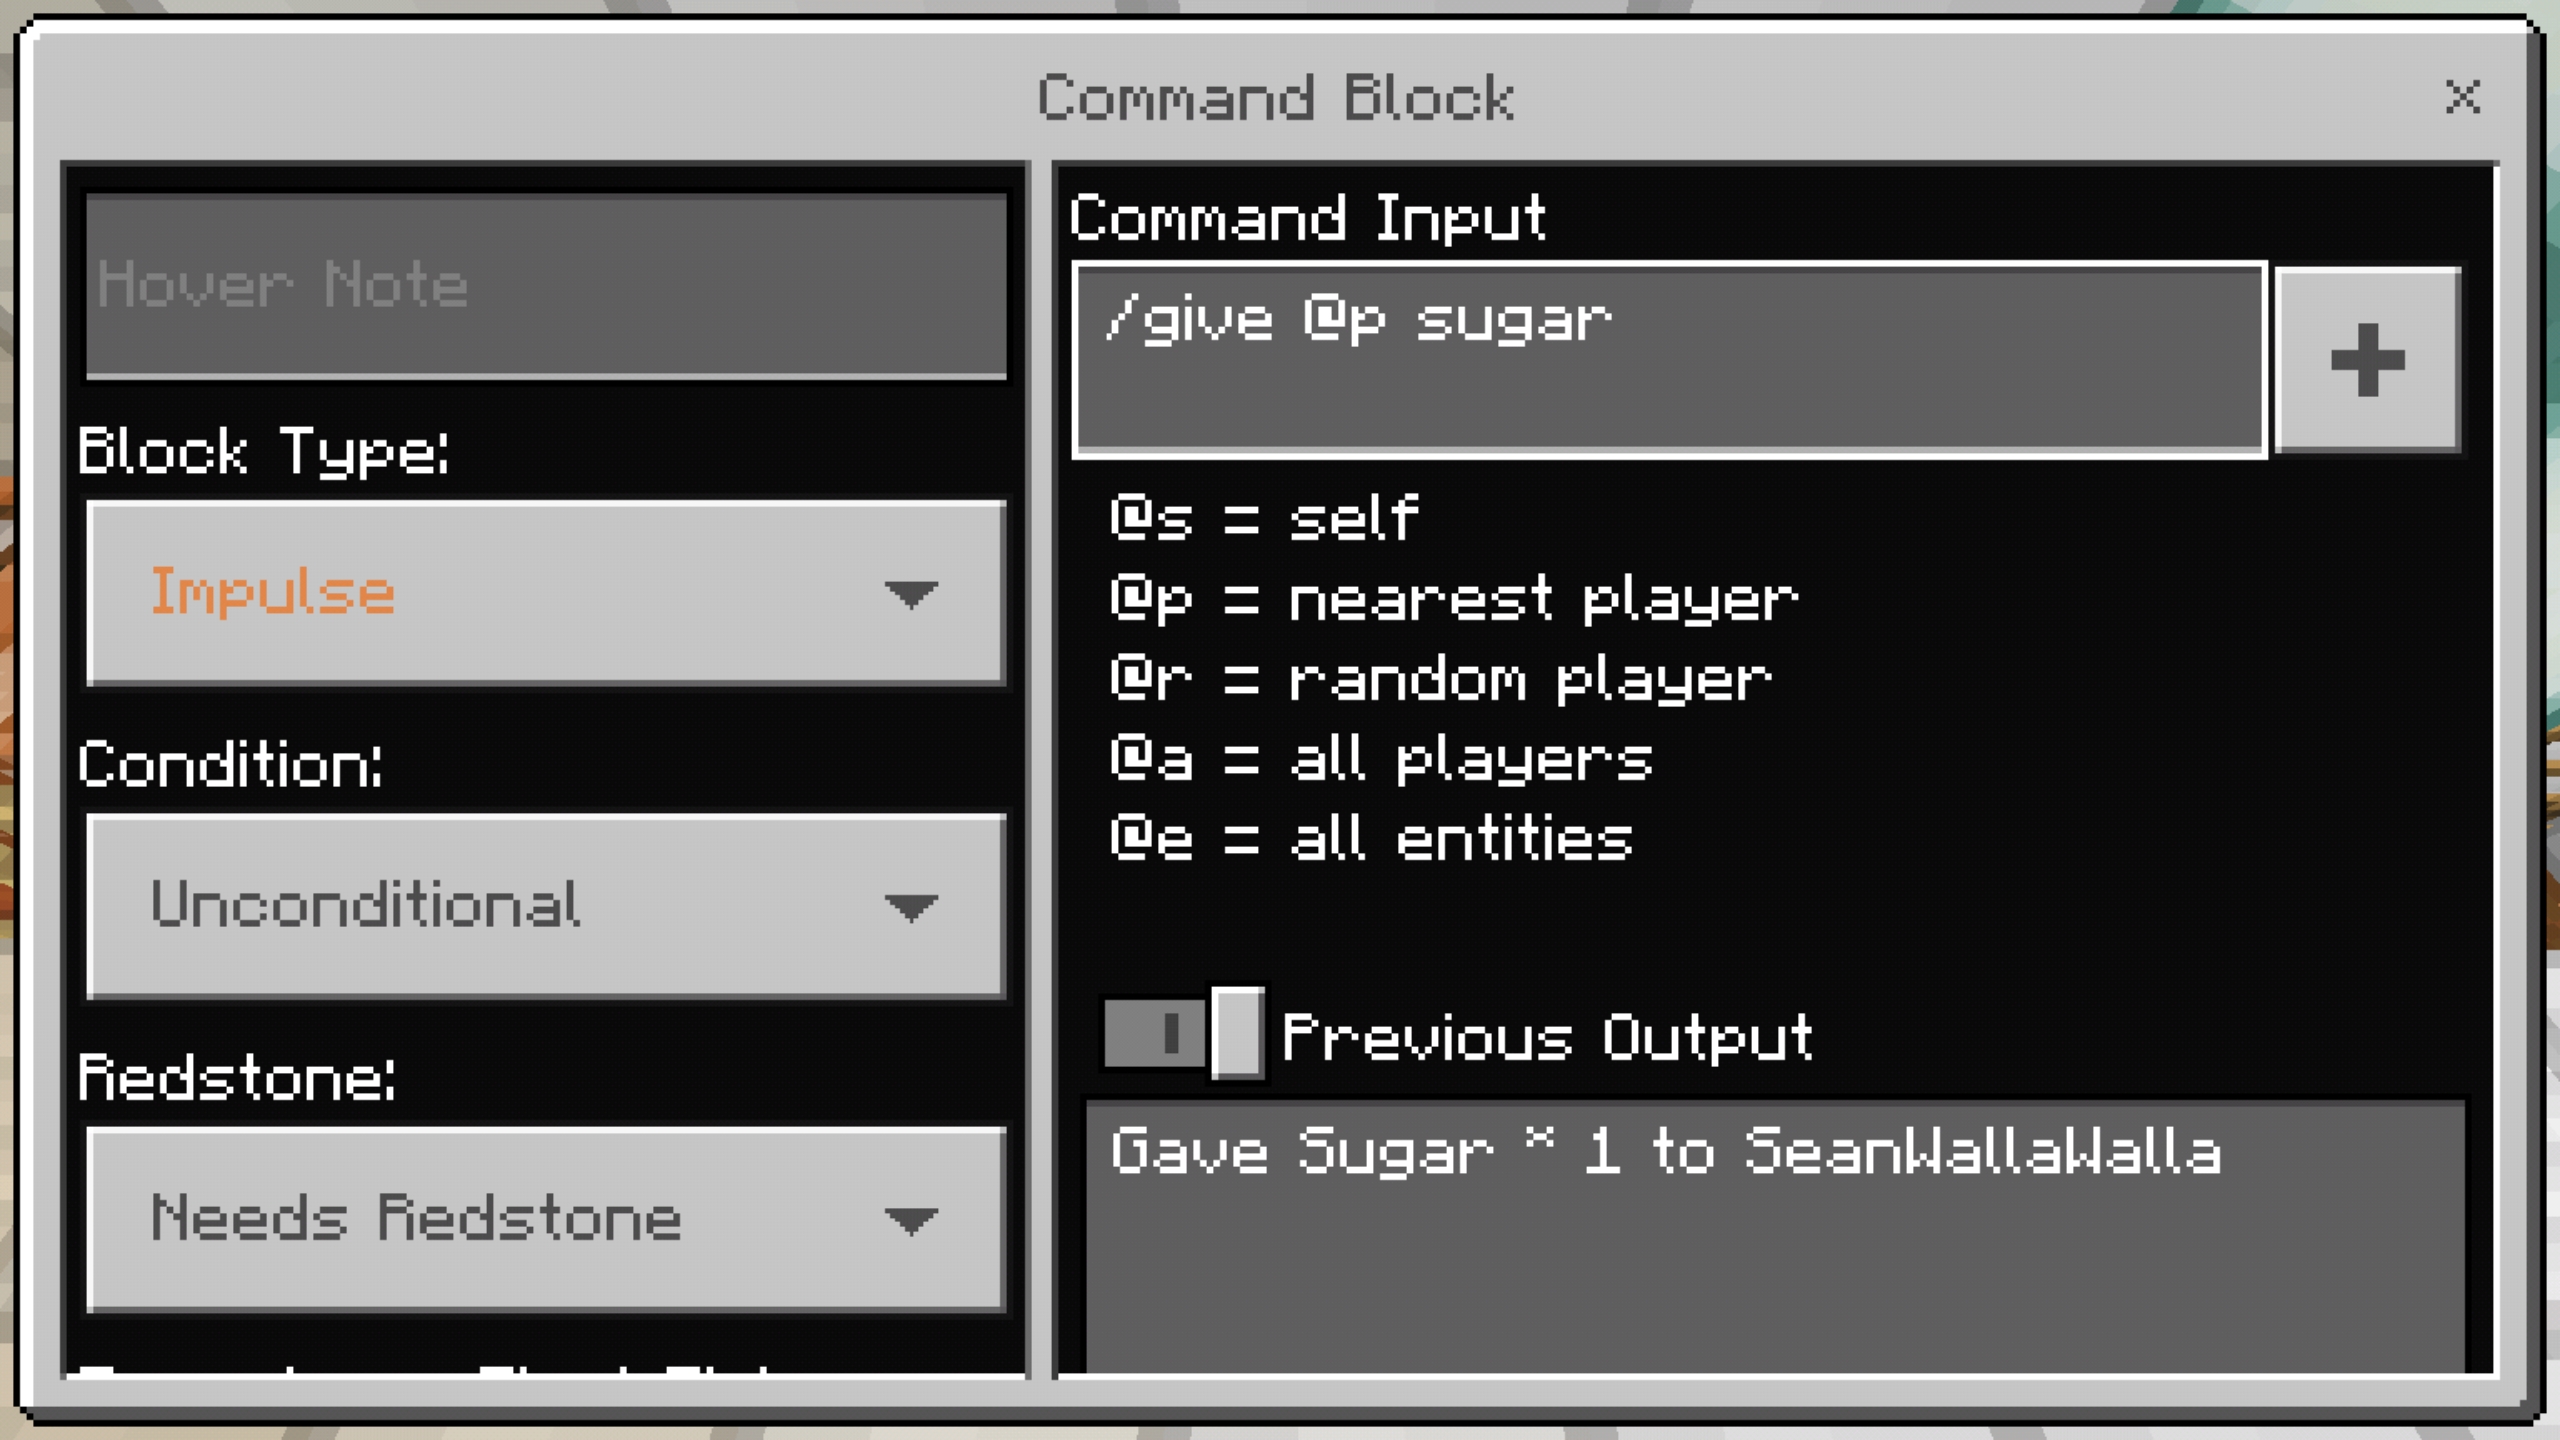 Command Block
Hover Note
Block Type:
Impulse
Condition:
Unconditional
Redstone:
Needs Redstone
Command Input
/give @p sugar
@s = self
@p = nearest player
@r = random player
@a = all players
@e = all entities
Previous Output
Gave Sugar * 1 to SeanWallaWalla